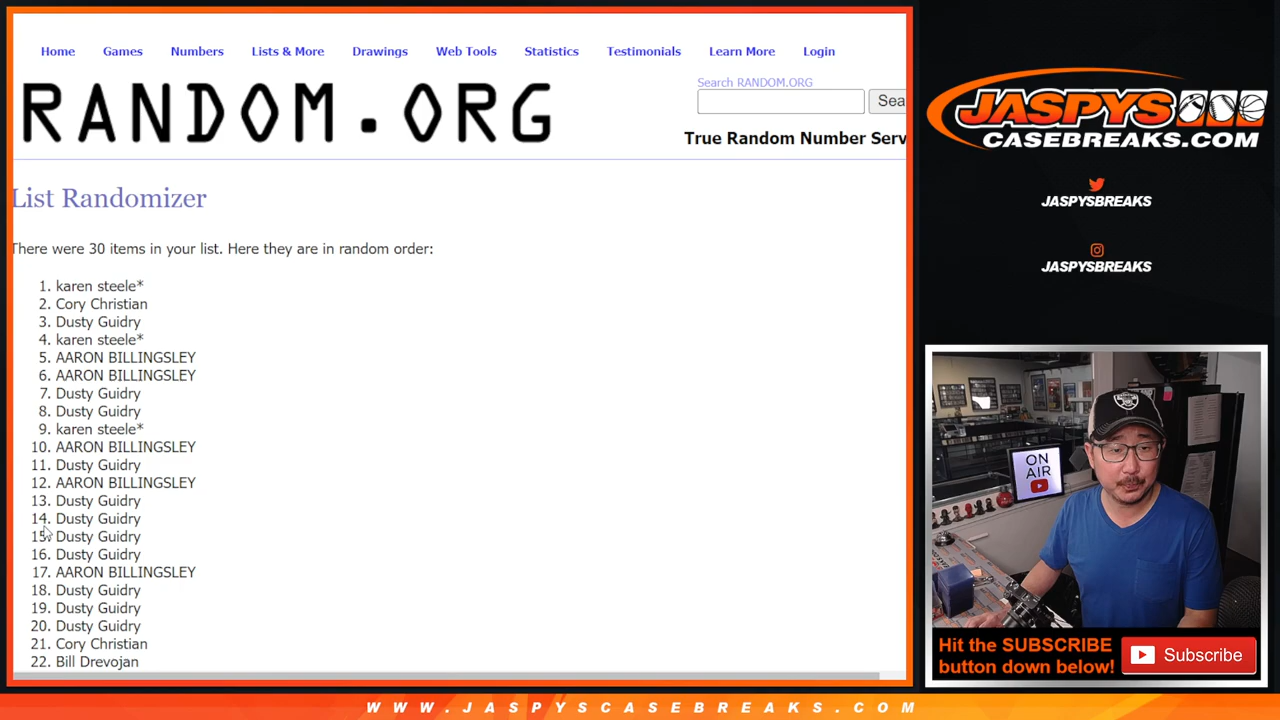 Home Games Numbers Lists & More Drawings Web Tools Statistics Testimonials Learn More Login
RANDOM.ORG
Search RANDOM.ORG
Sea
True Random Number Serv
List Randomizer
There were 30 items in your list. Here they are in random order:
1. karen steele*
2. Cory Christian
3. Dusty Guidry
4. karen steele*
5. AARON BILLINGSLEY
6. AARON BILLINGSLEY
7. Dusty Guidry
8. Dusty Guidry
9. karen steele*
10. AARON BILLINGSLEY
11. Dusty Guidry
12. AARON BILLINGSLEY
13. Dusty Guidry
14. Dusty Guidry
15. Dusty Guidry
16. Dusty Guidry
17. AARON BILLINGSLEY
18. Dusty Guidry
19. Dusty Guidry
20. Dusty Guidry
21. Cory Christian
22. Bill Drevojan
JASPYS
CASEBREAKS.COM
JASPYSBREAKS
JASPYSBREAKS
ON
AIR
Hit the SUBSCRIBE
button down below!
Subscribe
WWW.JASPYSCASEBREAKS.COM